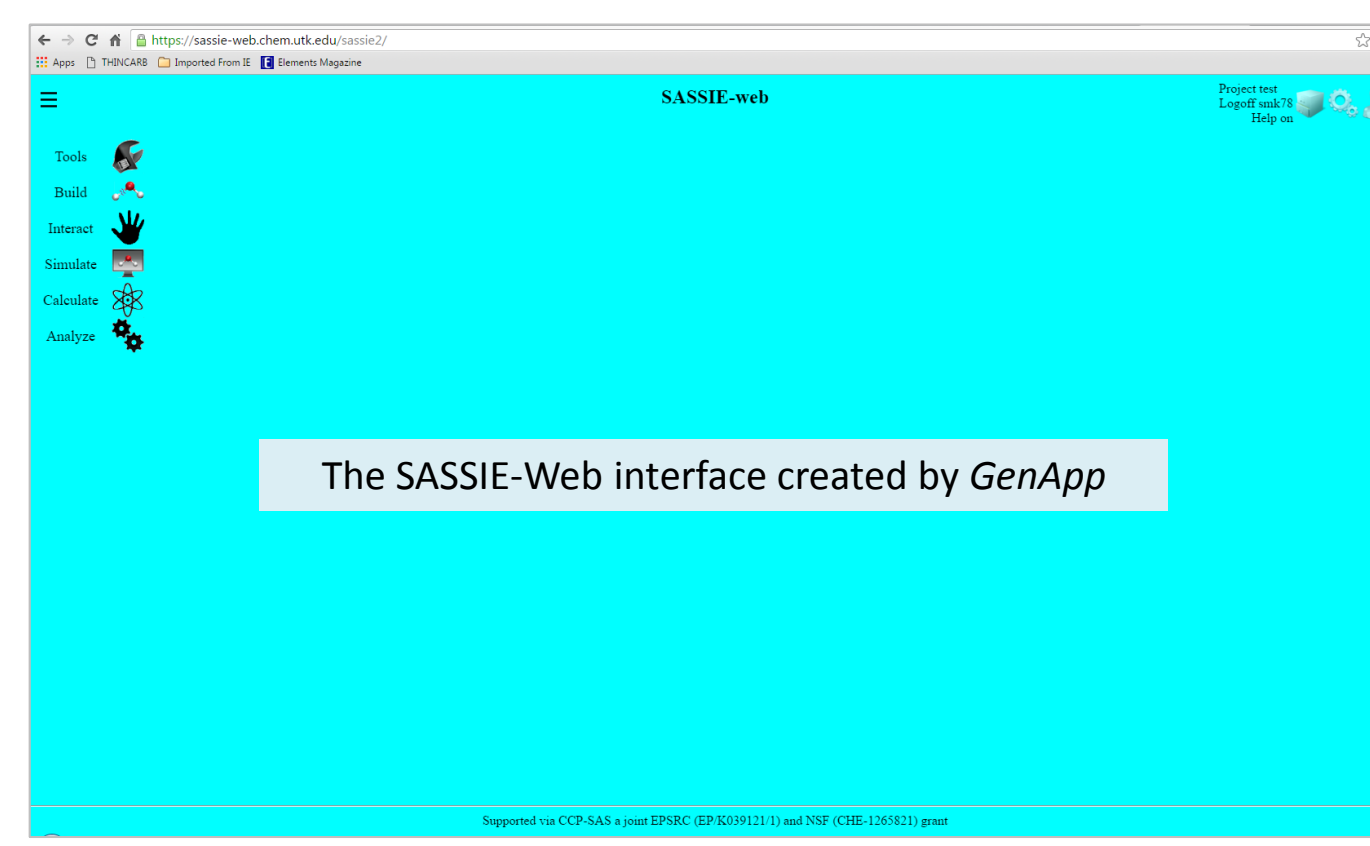 https://sassie-web.chem.utk.edu/sassie2/
Apps THINCARB Imported From IE Elements Magazine
SASSIE-web
Project test
Logoff smk78
Help on
Tools
Build
Interact
Simulate
Calculate
Analyze
The SASSIE-Web interface created by GenApp
Supported via CCP-SAS a joint EPSRC (EP/K039121/1) and NSF (CHE-1265821) grant